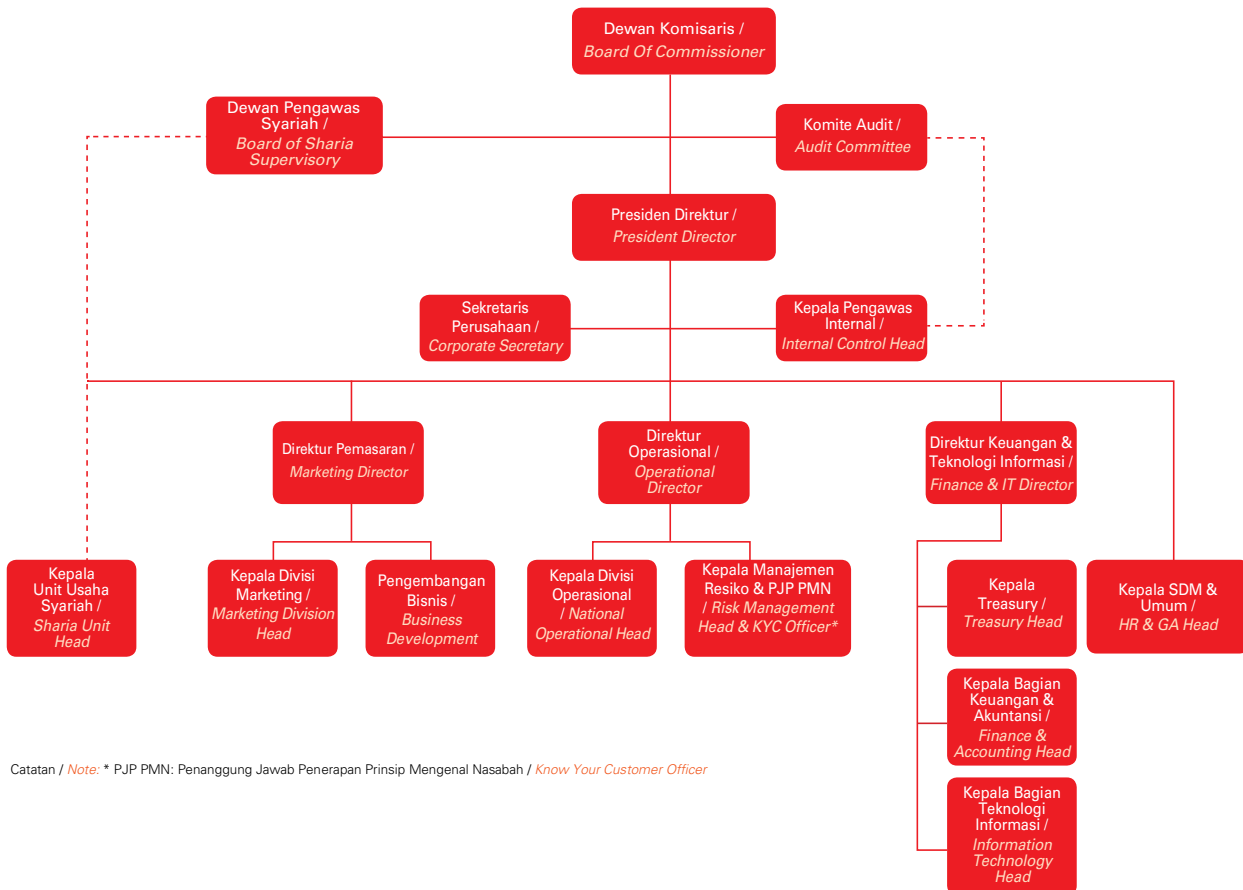 Dewan Komisaris /
Board Of Commissioner
Dewan Pengawas
Syariah /
Board of Sharia
Supervisory
Komite Audit /
Audit Committee
Presiden Direktur /
President Director
Sekretaris
Perusahaan /
Corporate Secretary
Kepala Pengawas
Internal /
Internal Control Head
Direktur Pemasaran /
Marketing Director
Direktur
Operasional /
Operational
Director
Direktur Keuangan &
Teknologi Informasi /
Finance & IT Director
Kepala
Unit Usaha
Syariah /
Sharia Unit
Head
Kepala Divisi
Marketing /
Marketing Division
Head
Pengembangan
Bisnis /
Business
Development
Kepala Divisi
Operasional
/ National
Operational Head
Kepala Manajemen
Resiko & PJP PMN
/ Risk Management
Head & KYC Officer*
Kepala
Treasury /
Treasury Head
Kepala SDM &
Umum /
HR & GA Head
Kepala Bagian
Keuangan &
Akuntansi /
Finance &
Accounting Head
Kepala Bagian
Teknologi
Informasi /
Information
Technology
Head
Catatan / Note: * PJP PMN: Penanggung Jawab Penerapan Prinsip Mengenal Nasabah / Know Your Customer Officer